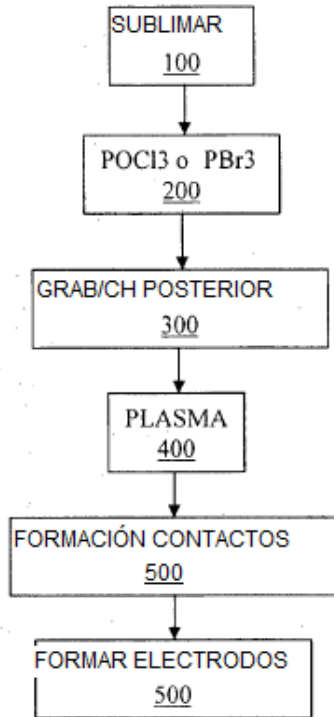 SUBLIMAR
100
POCl3 o PBr3
200
GRAB/CH POSTERIOR
300
PLASMA
400
FORMACIÓN CONTACTOS
500
FORMAR ELECTRODOS
500